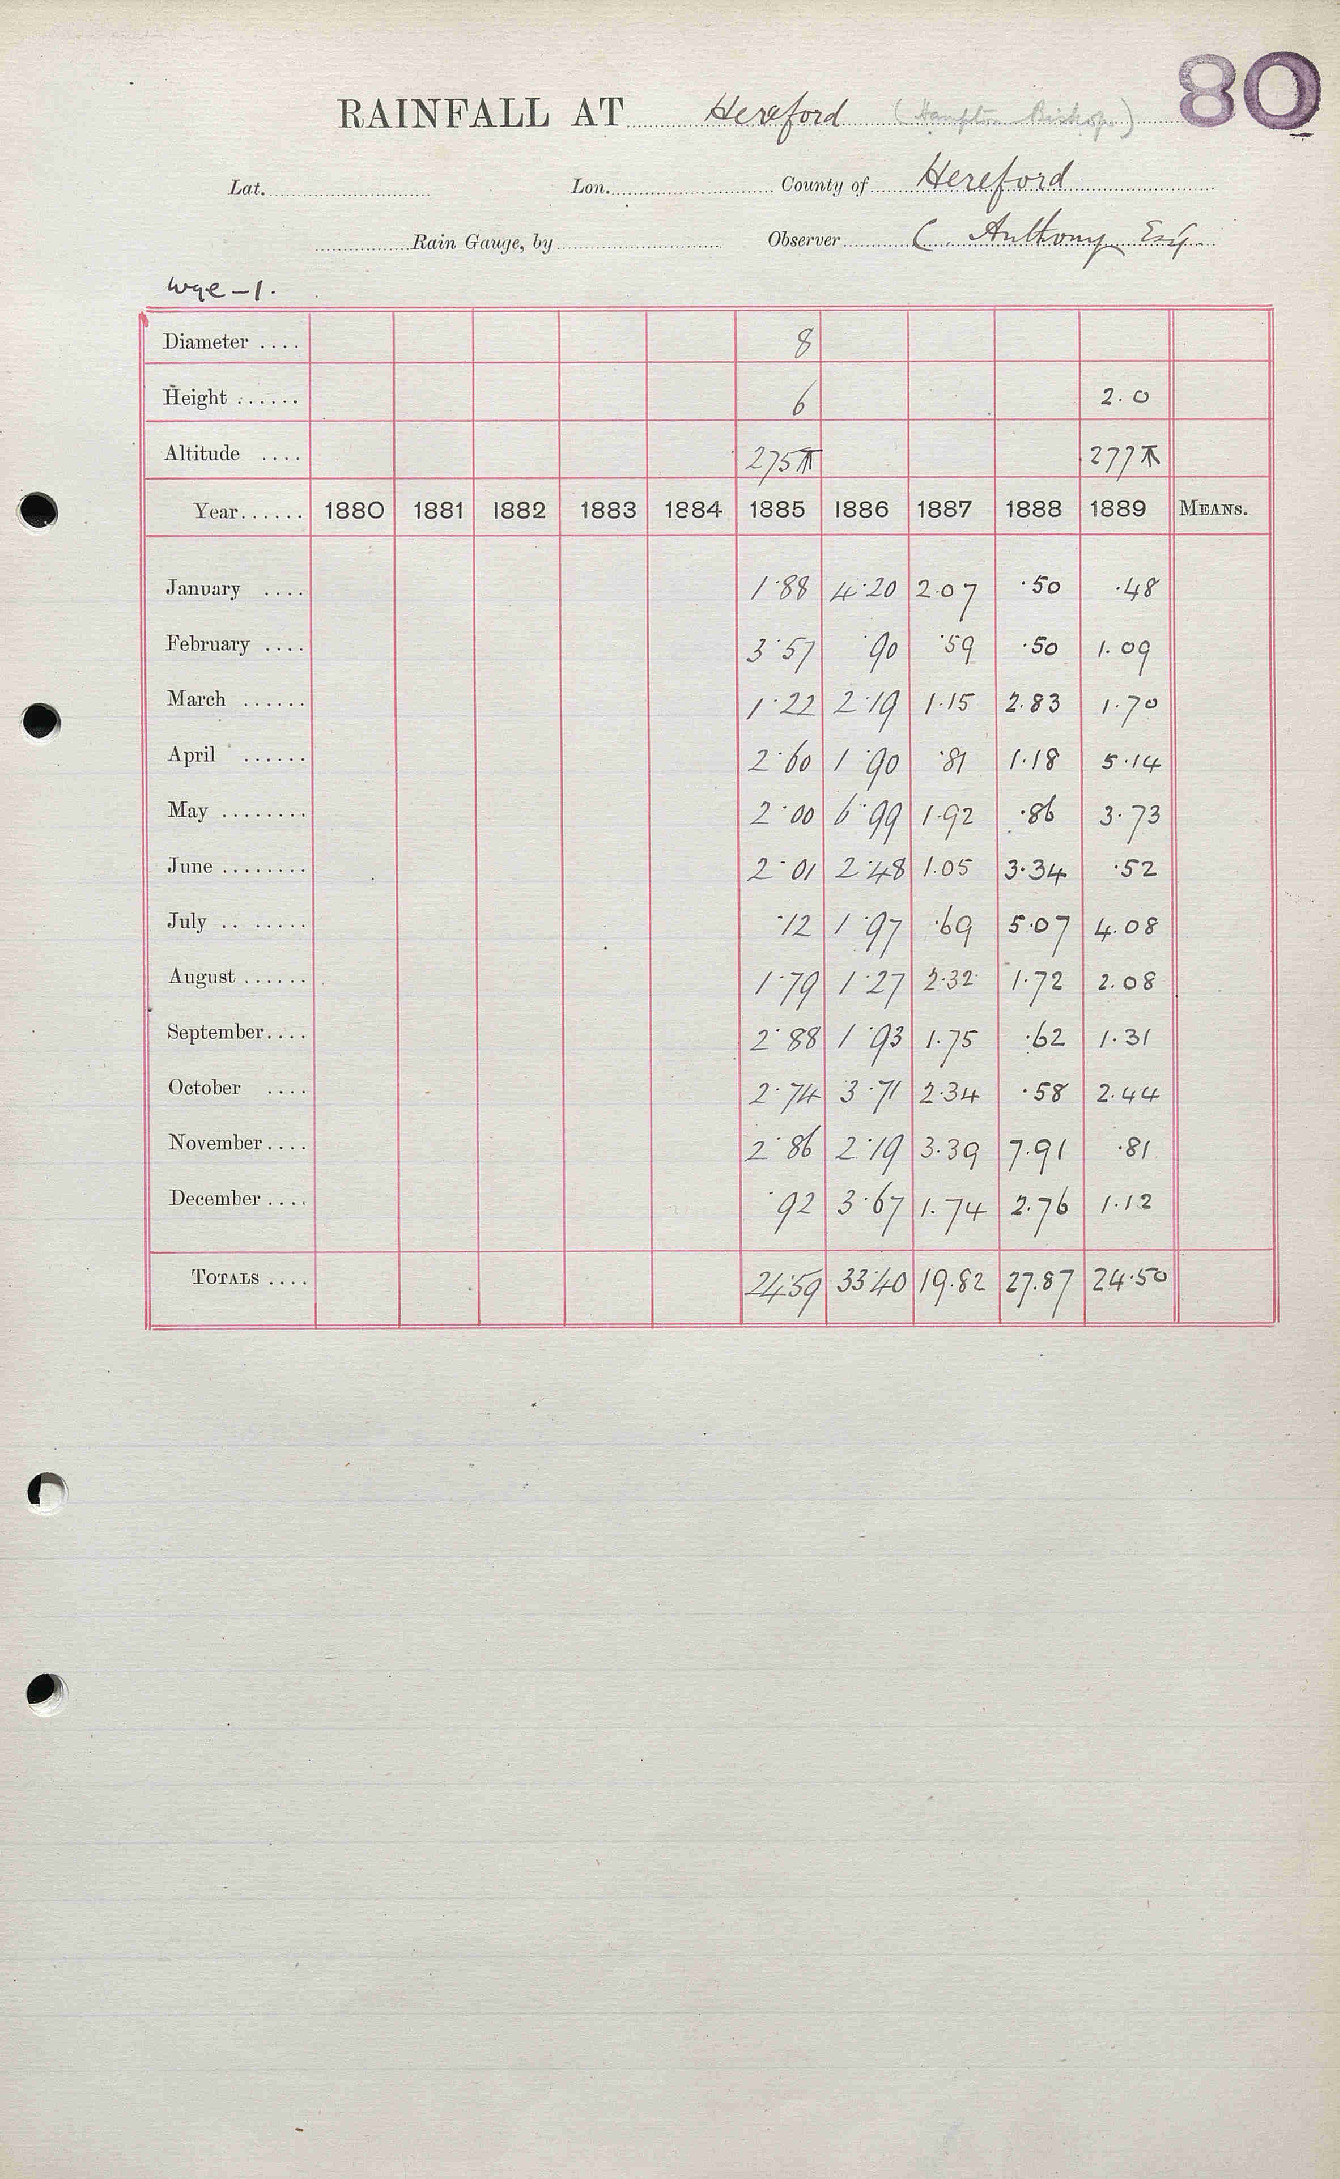 80
RAINFALL AT Hereford (Hampton Bishop)
Lat. Lon. County of Hereford
Rain Gauge, by Observer C. Anthony Esq.
Wye - 1.
Diameter .... 8
Height ...... 6 2.0
Altitude .... 275 277
Year...... 1880 1881 1882 1883 1884 1885 1886 1887 1888 1889 MEANS.
January .... 1.88 4.20 2.07 .50 .48
February .... 3.57 .90 .59 .50 1.09
March ...... 1.22 2.19 1.15 2.83 1.70
April ...... 2.60 1.90 .81 1.18 5.14
May ........ 2.00 6.99 1.92 .86 3.73
June ........ 2.01 2.48 1.05 3.34 .52
July .. ...... .12 1.97 .69 5.07 4.08
August ...... 1.79 1.27 2.32 1.72 2.08
September.... 2.88 1.93 1.75 .62 1.31
October .... 2.74 3.71 2.34 .58 2.44
November.... 2.86 2.19 3.39 7.91 .81
December .... .92 3.67 1.74 2.76 1.12
TOTALS .... 24.59 33.40 19.82 27.87 24.50